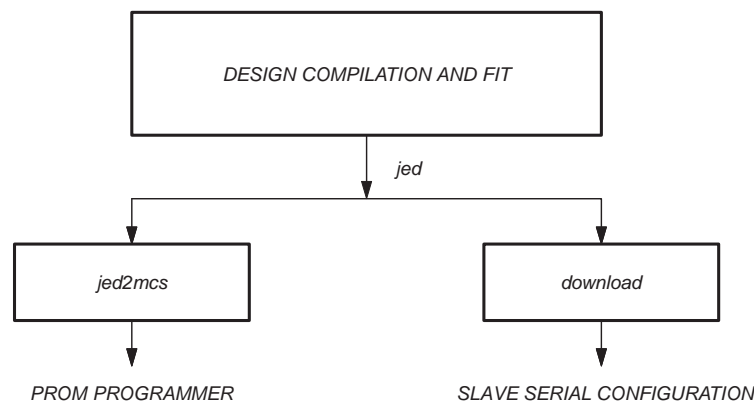 DESIGN COMPILATION AND FIT
jed
jed2mcs
download
PROM PROGRAMMER
SLAVE SERIAL CONFIGURATION